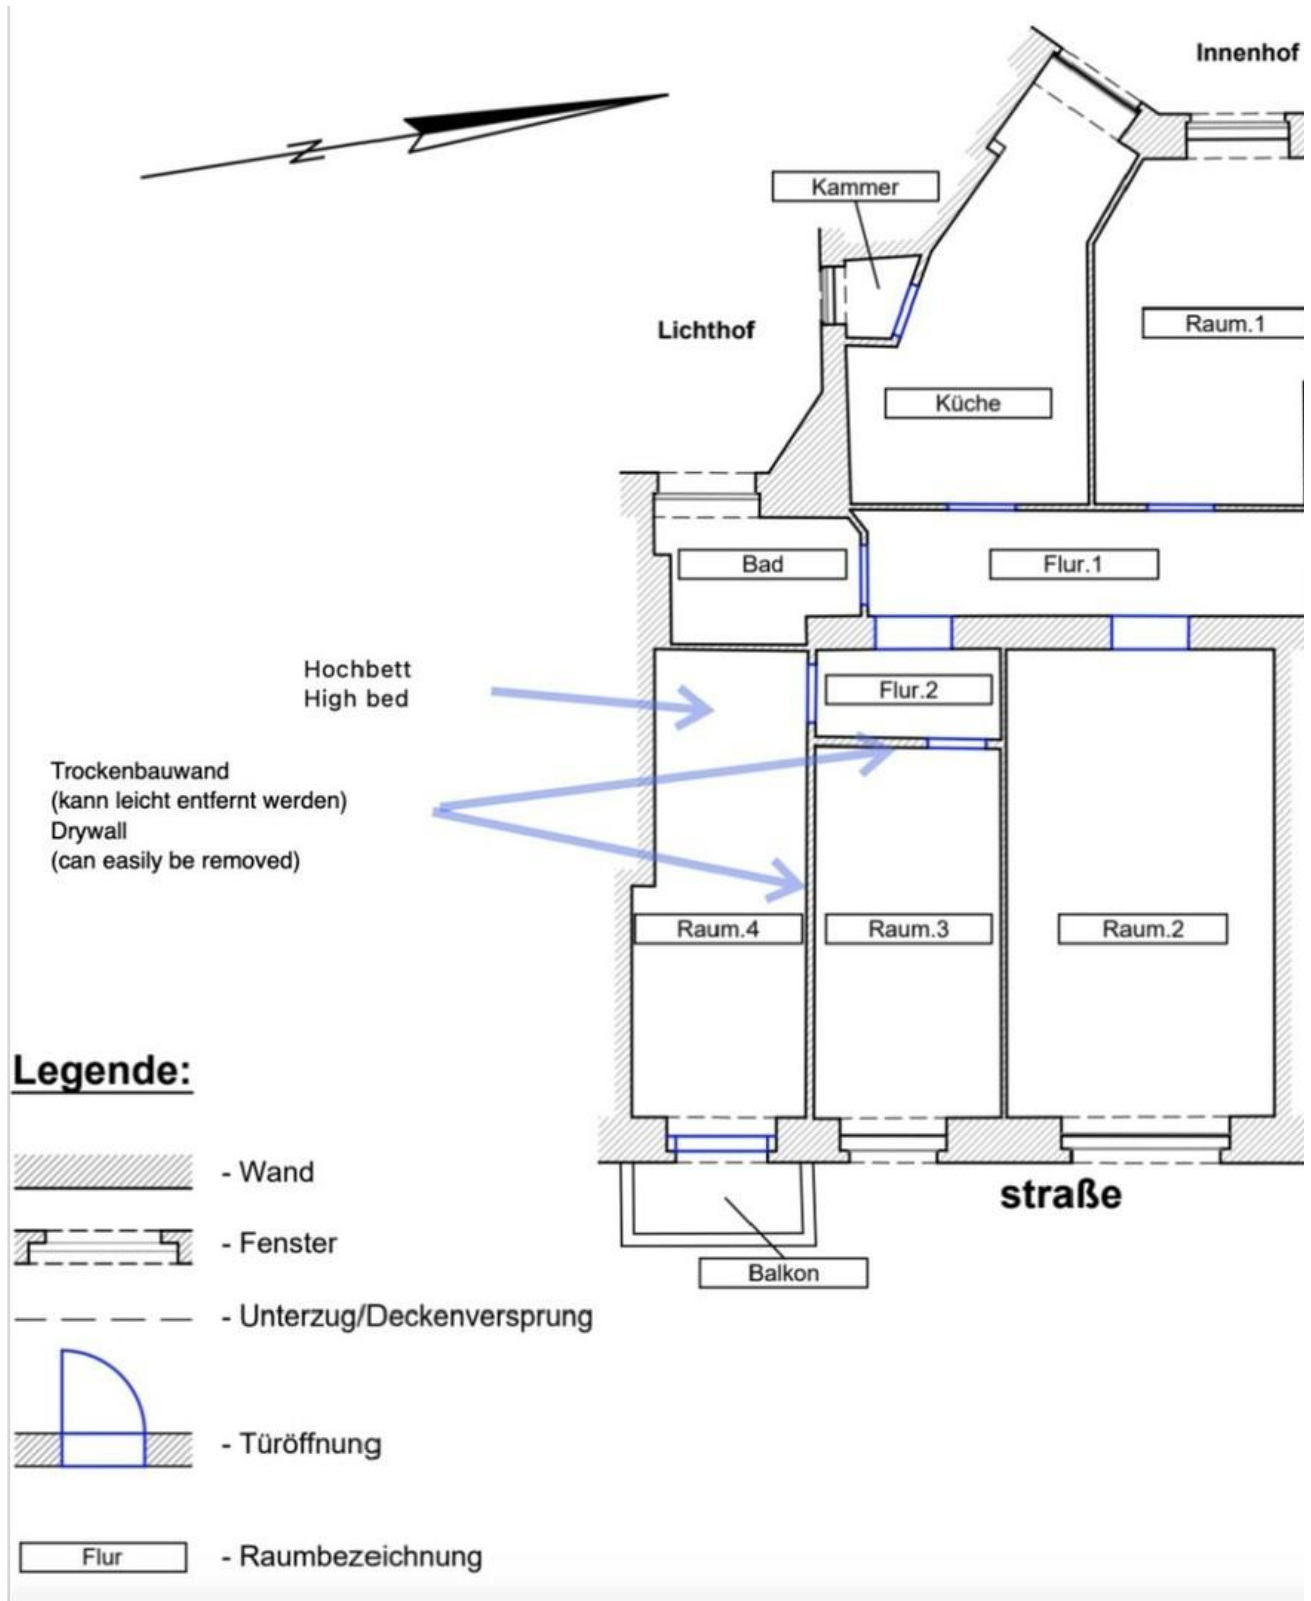 Innenhof
N
Kammer
Raum.1
Lichthof
Küche
Bad
Flur.1
Hochbett
High bed
Flur.2
Trockenbauwand
(kann leicht entfernt werden)
Drywall
(can easily be removed)
Raum.4
Raum.3
Raum.2
straße
Balkon
Legende:
- Wand
- Fenster
- Unterzug/Deckenversprung
- Türöffnung
Flur
- Raumbezeichnung